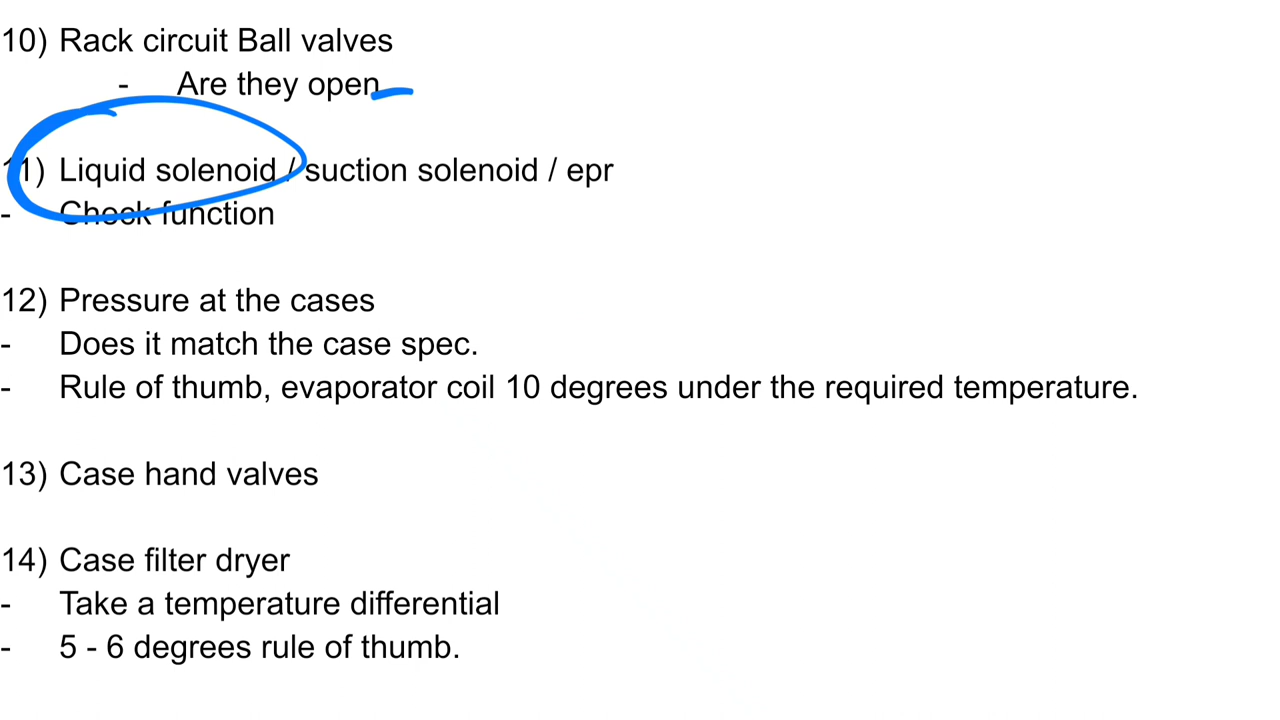 10) Rack circuit Ball valves
- Are they open
11) Liquid solenoid / suction solenoid / epr
- Check function
12) Pressure at the cases
- Does it match the case spec.
- Rule of thumb, evaporator coil 10 degrees under the required temperature.
13) Case hand valves
14) Case filter dryer
- Take a temperature differential
- 5 - 6 degrees rule of thumb.